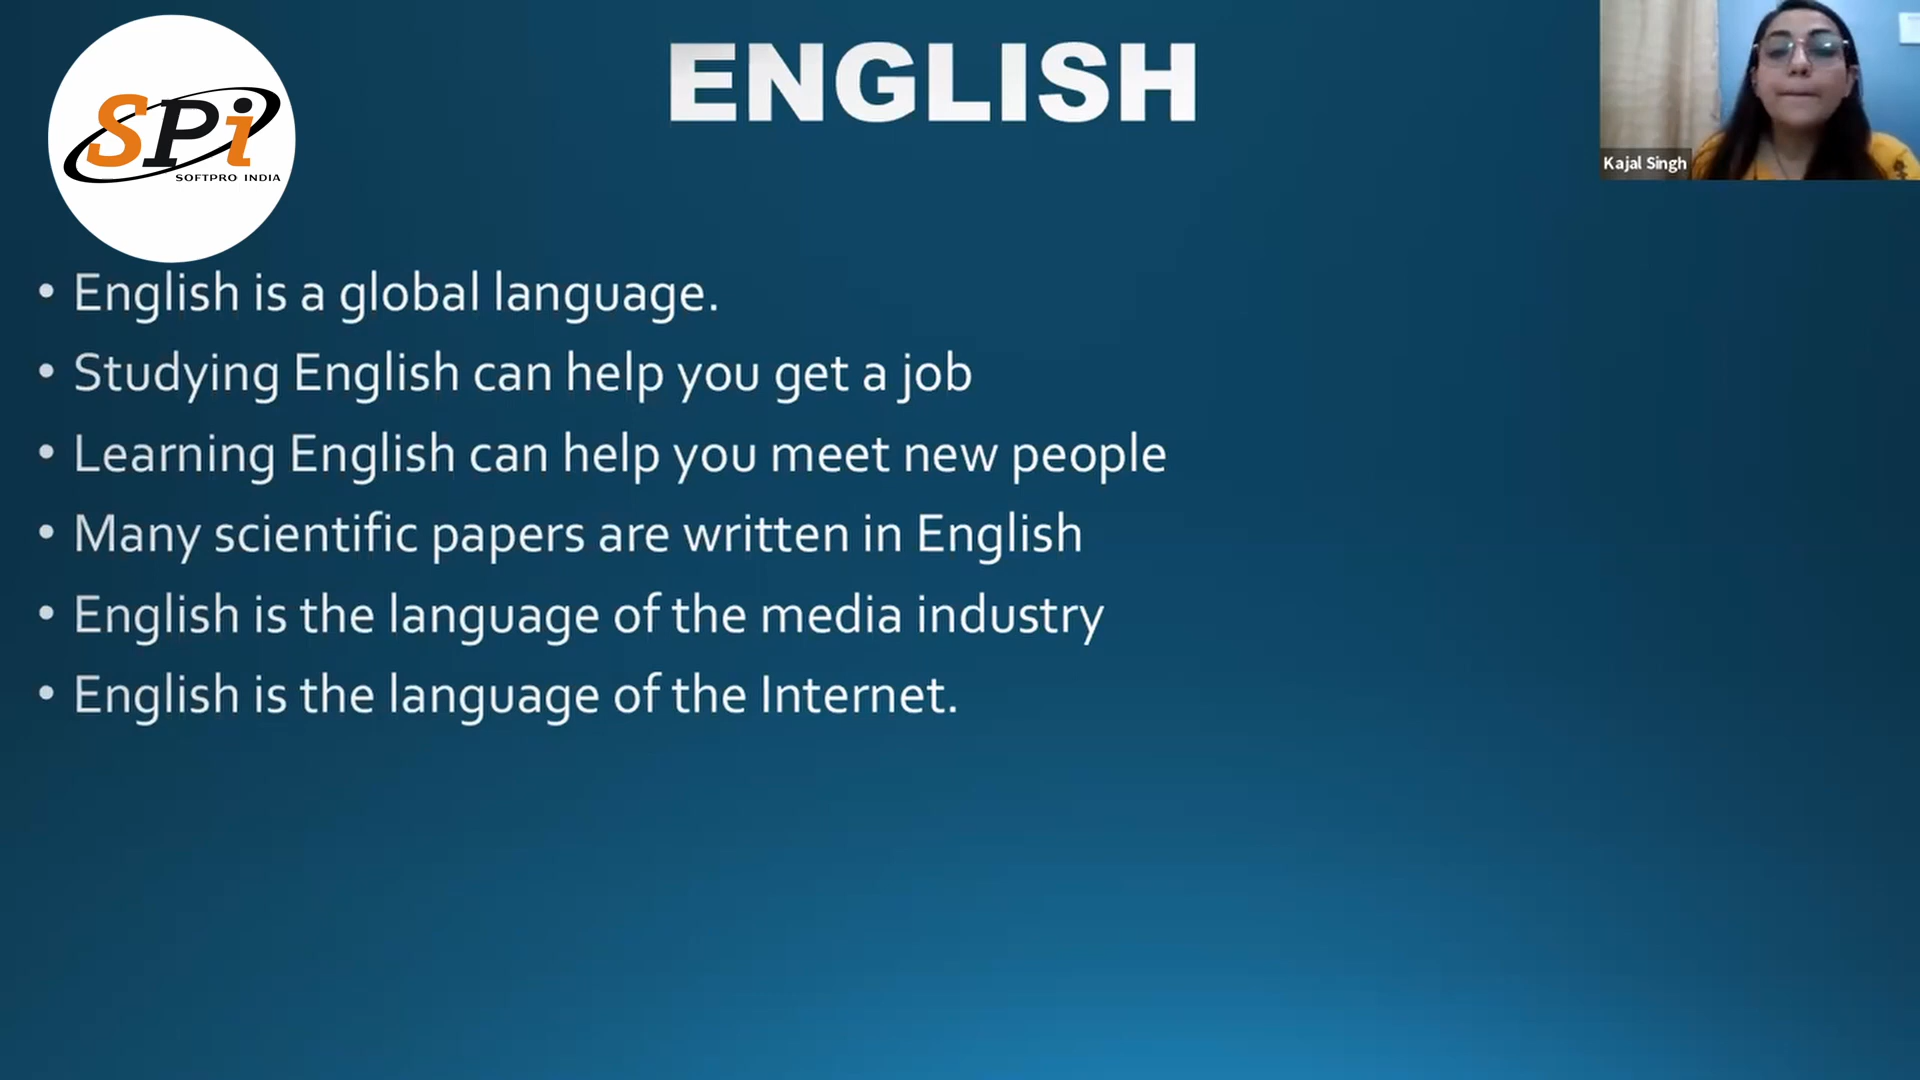 ENGLISH
SPi
SOFTPRO INDIA
Kajal Singh
• English is a global language.
• Studying English can help you get a job
• Learning English can help you meet new people
• Many scientific papers are written in English
• English is the language of the media industry
• English is the language of the Internet.